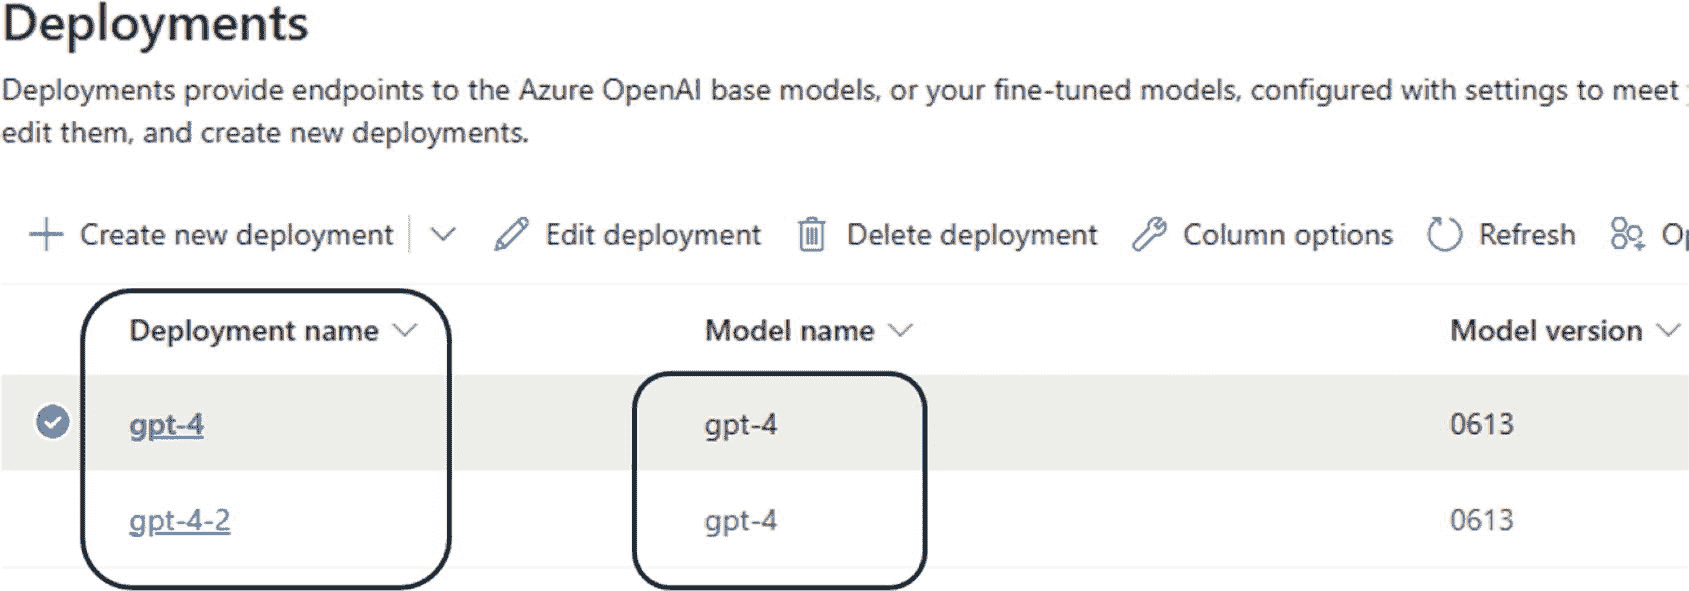 Deployments
Deployments provide endpoints to the Azure OpenAI base models, or your fine-tuned models, configured with settings to meet
edit them, and create new deployments.
Create new deployment Edit deployment Delete deployment Column options Refresh
Deployment name Model name Model version
gpt-4 gpt-4 0613
gpt-4-2 gpt-4 0613